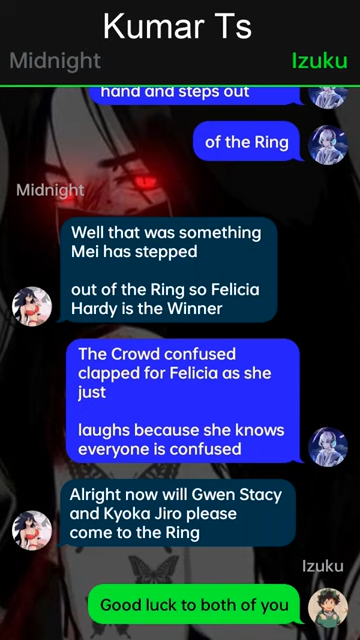 Kumar Ts
Midnight
Izuku
hand and steps out
of the Ring
Midnight
Well that was something
Mei has stepped
out of the Ring so Felicia
Hardy is the Winner
The Crowd confused
clapped for Felicia as she
just
laughs because she knows
everyone is confused
Alright now will Gwen Stacy
and Kyoka Jiro please
come to the Ring
Izuku
Good luck to both of you